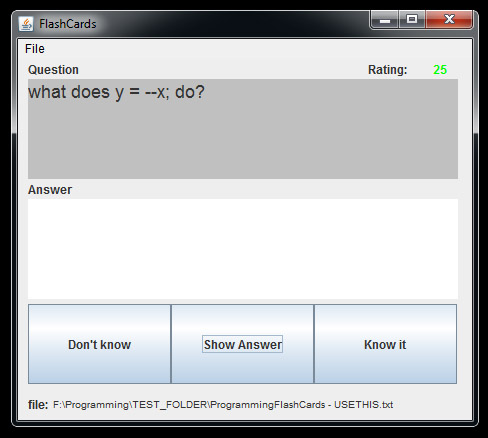 FlashCards
File
Question Rating: 25
what does y = --x; do?
Answer
Don't know Show Answer Know it
file: F:\Programming\TEST_FOLDER\ProgrammingFlashCards - USETHIS.txt